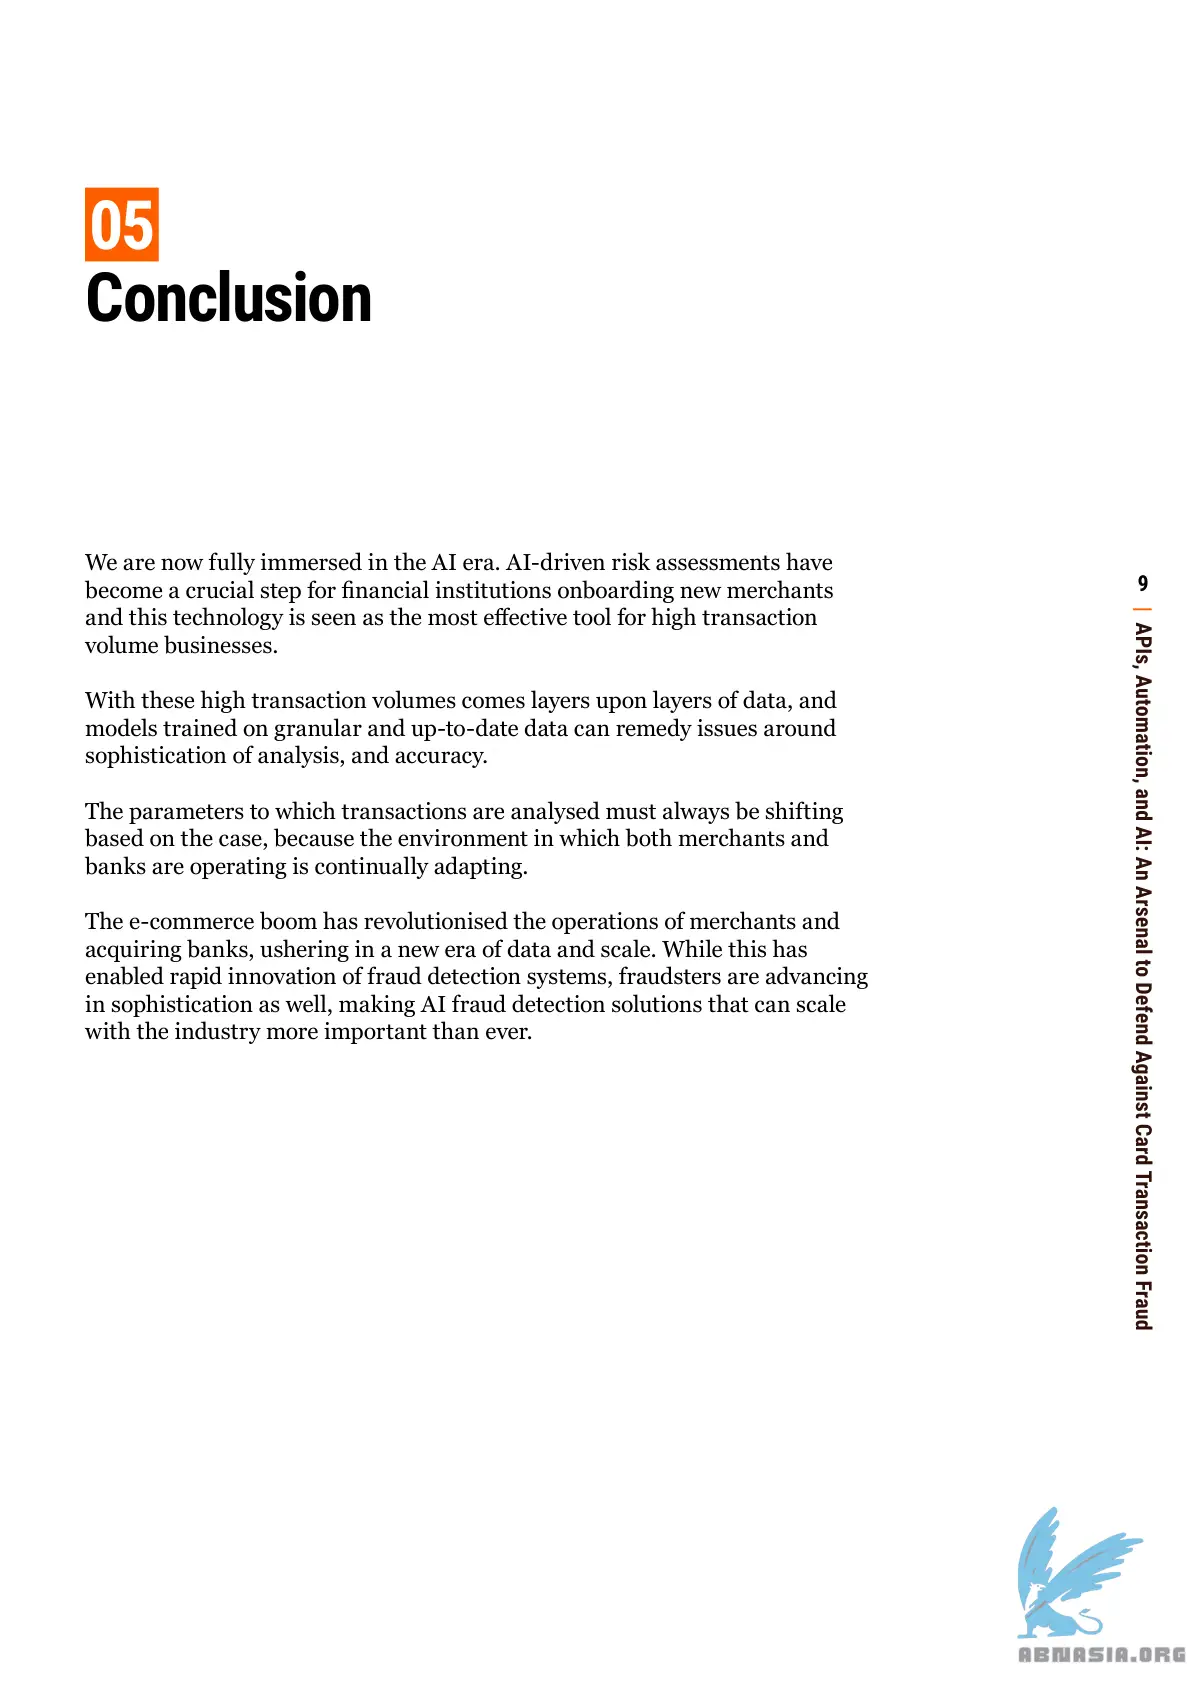 05
Conclusion
We are now fully immersed in the AI era. AI-driven risk assessments have
become a crucial step for financial institutions onboarding new merchants
and this technology is seen as the most effective tool for high transaction
volume businesses.
With these high transaction volumes comes layers upon layers of data, and
models trained on granular and up-to-date data can remedy issues around
sophistication of analysis, and accuracy.
The parameters to which transactions are analysed must always be shifting
based on the case, because the environment in which both merchants and
banks are operating is continually adapting.
The e-commerce boom has revolutionised the operations of merchants and
acquiring banks, ushering in a new era of data and scale. While this has
enabled rapid innovation of fraud detection systems, fraudsters are advancing
in sophistication as well, making AI fraud detection solutions that can scale
with the industry more important than ever.
9 | APIs, Automation, and AI: An Arsenal to Defend Against Card Transaction Fraud
ABNASIA.ORG